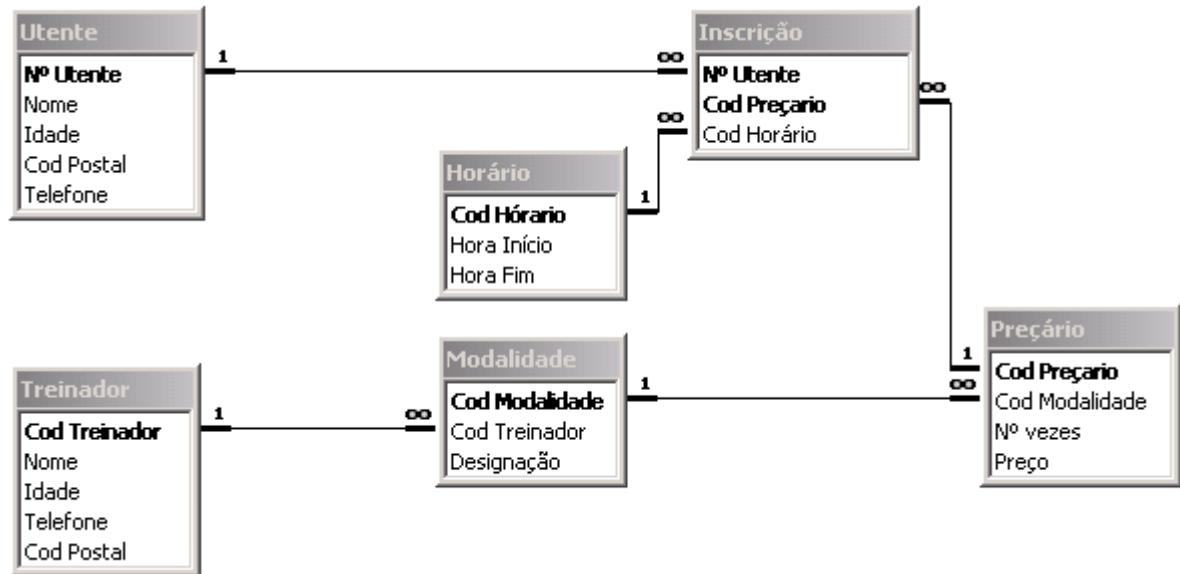 Utente
Nº Utente
Nome
Idade
Cod Postal
Telefone
1
∞
Inscrição
Nº Utente
Cod Preçario
Cod Horário
∞
∞
Horário
Cod Hórario
Hora Início
Hora Fim
1
Treinador
Cod Treinador
Nome
Idade
Telefone
Cod Postal
1
∞
Modalidade
Cod Modalidade
Cod Treinador
Designação
1
∞
1
Preçário
Cod Preçario
Cod Modalidade
Nº vezes
Preço